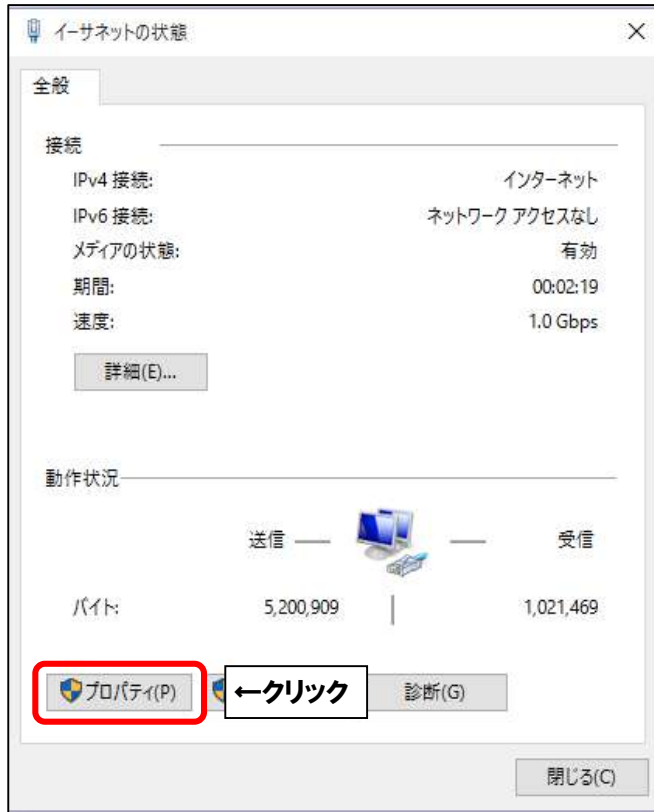 イーサネットの状態
全般
接続
IPv4 接続: インターネット
IPv6 接続: ネットワーク アクセスなし
メディアの状態: 有効
期間: 00:02:19
速度: 1.0 Gbps
詳細(E)...
動作状況
送信 受信
バイト: 5,200,909 1,021,469
プロパティ(P) ←クリック 診断(G)
閉じる(C)